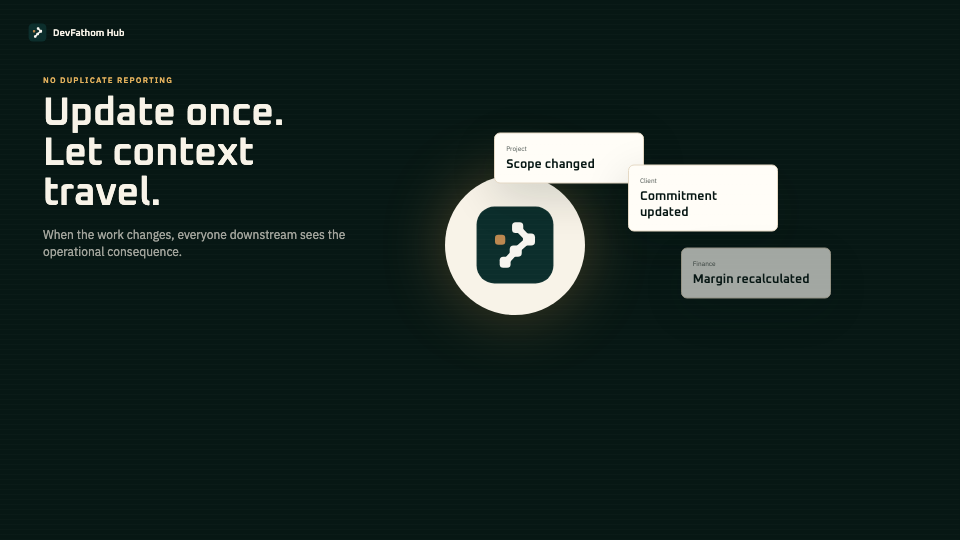 DevFathom Hub
NO DUPLICATE REPORTING
Update once.
Let context
travel.
When the work changes, everyone downstream sees the
operational consequence.
Project
Scope changed
Client
Commitment
updated
Finance
Margin recalculated